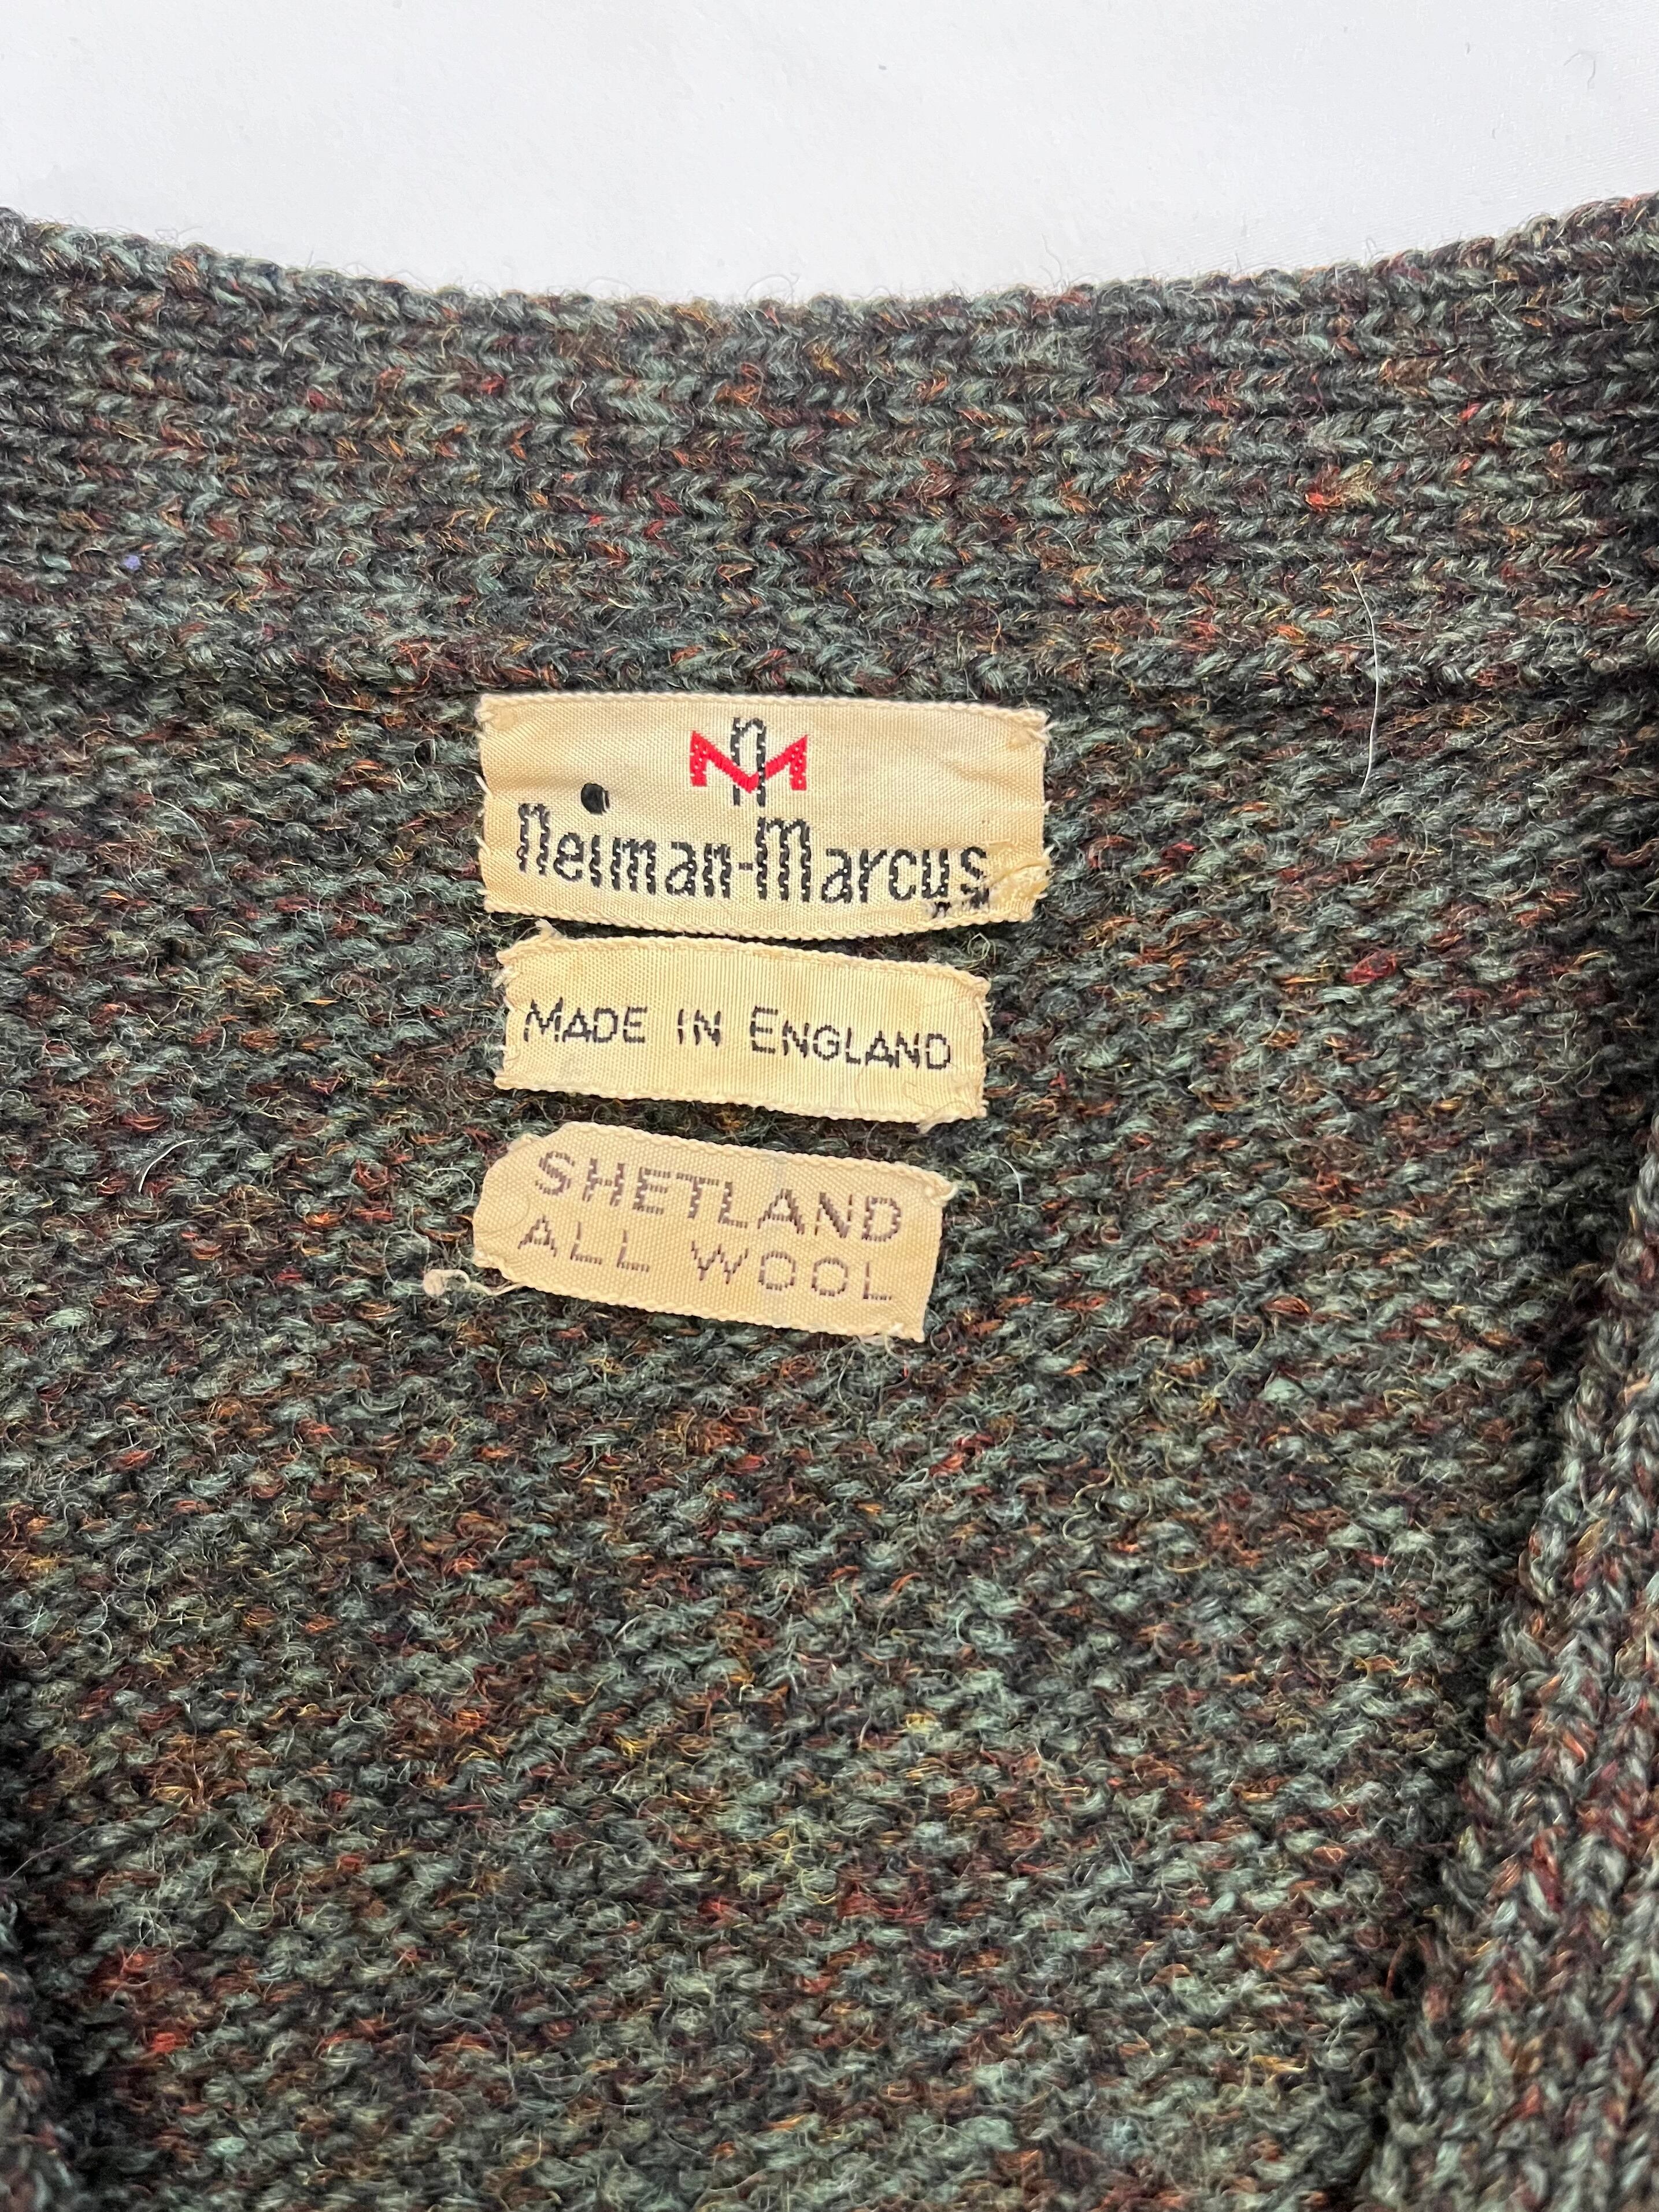 nM
neiman-Marcus
MADE IN ENGLAND
SHETLAND
ALL WOOL